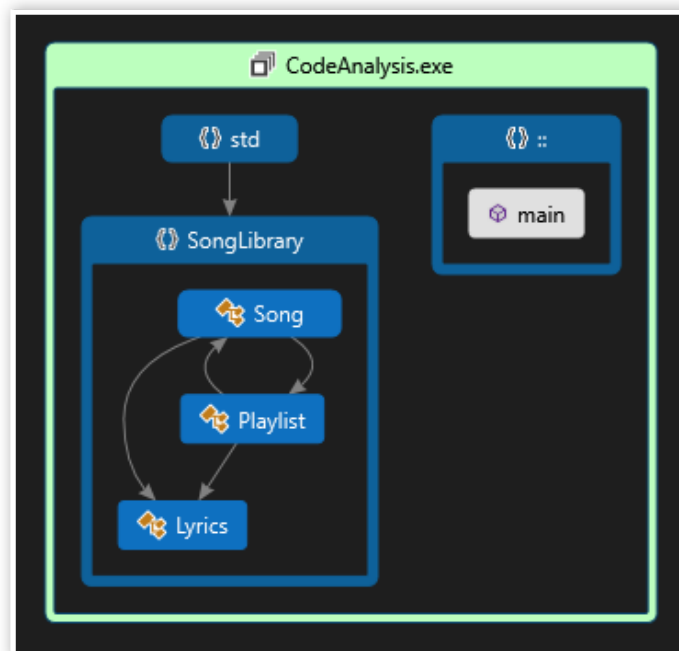 CodeAnalysis.exe
std
::
SongLibrary
main
Song
Playlist
Lyrics